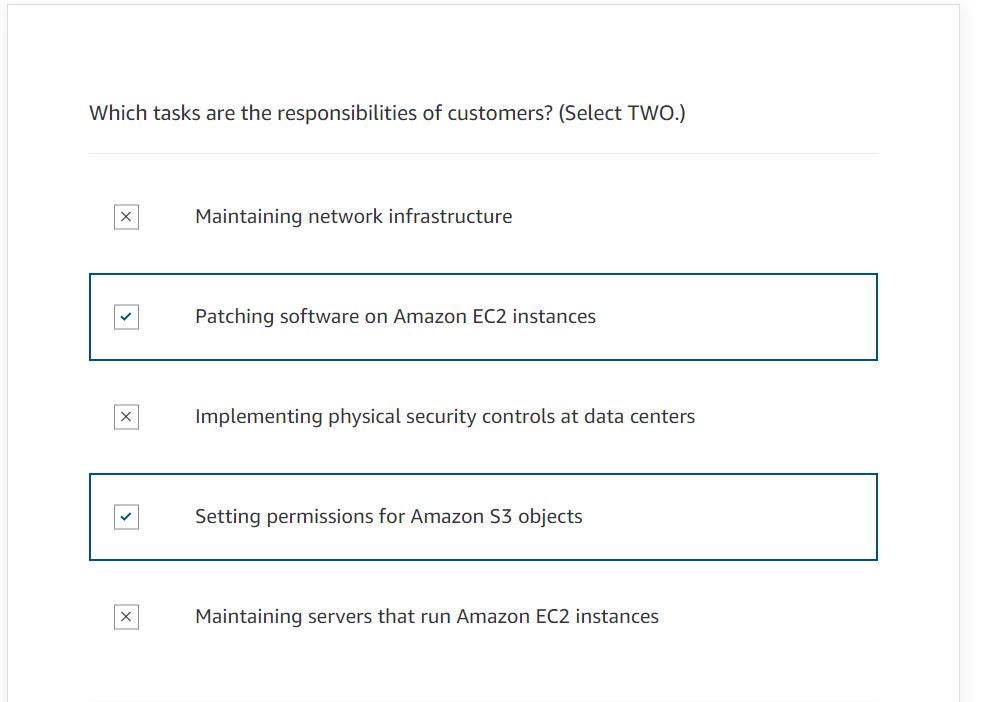 Which tasks are the responsibilities of customers? (Select TWO.)
Maintaining network infrastructure
Patching software on Amazon EC2 instances
Implementing physical security controls at data centers
Setting permissions for Amazon S3 objects
Maintaining servers that run Amazon EC2 instances